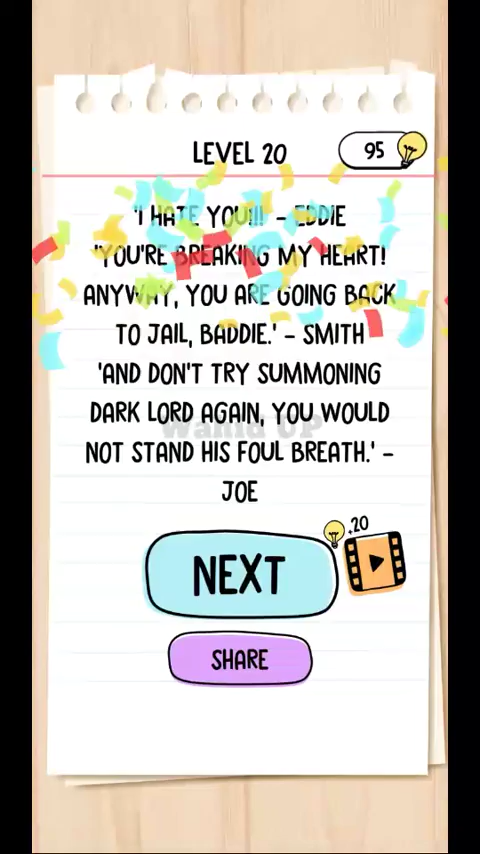 LEVEL 20
95
'I HATE YOU!!! - EDDIE
'YOU'RE BREAKING MY HEART!
ANYWAY, YOU ARE GOING BACK
TO JAIL, BADDIE.' - SMITH
'AND DON'T TRY SUMMONING
DARK LORD AGAIN, YOU WOULD
Walid UP
NOT STAND HIS FOUL BREATH.' -
JOE
+20
NEXT
SHARE